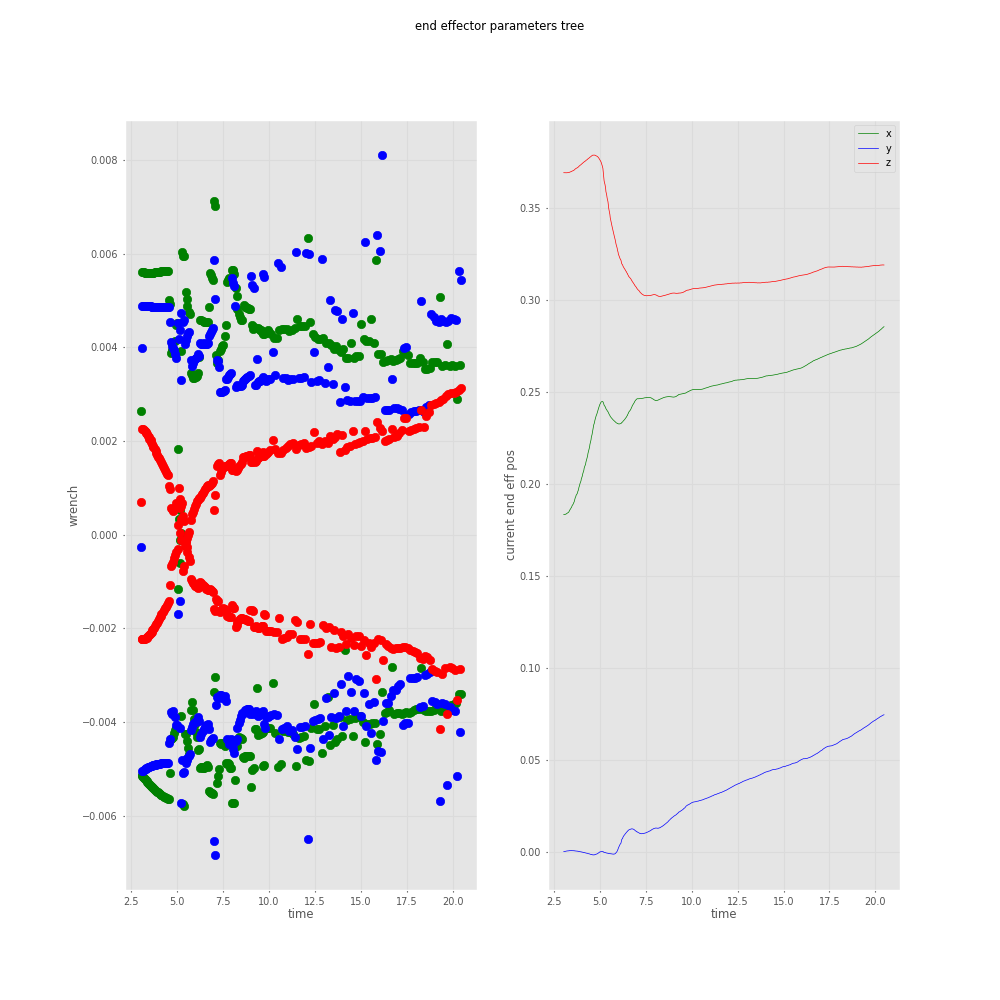 end effector parameters tree
wrench
0.008
0.006
0.004
0.002
0.000
−0.002
−0.004
−0.006
2.5 5.0 7.5 10.0 12.5 15.0 17.5 20.0
time
current end eff pos
0.35
0.30
0.25
0.20
0.15
0.10
0.05
0.00
2.5 5.0 7.5 10.0 12.5 15.0 17.5 20.0
time
x
y
z